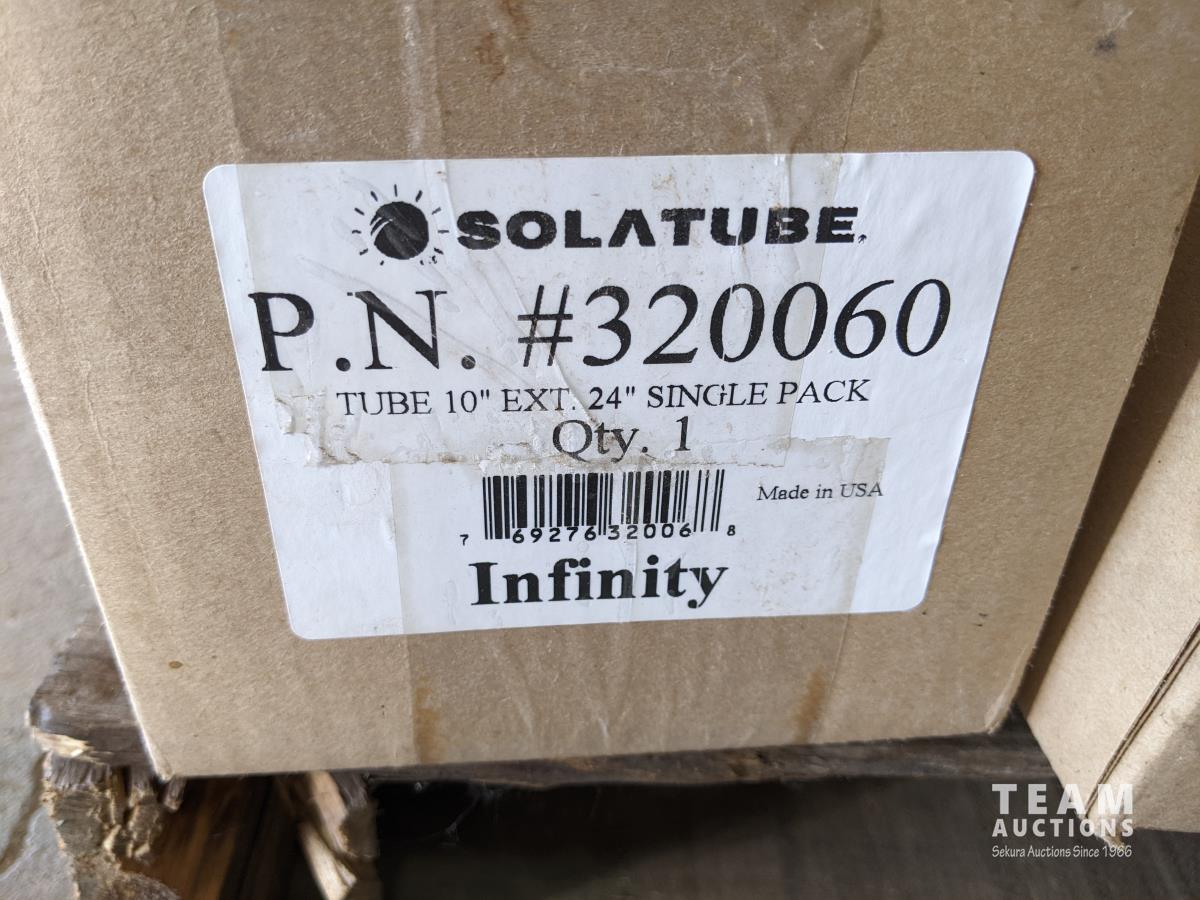 SOLATUBE
P.N. #320060
TUBE 10" EXT. 24" SINGLE PACK
Qty. 1
Made in USA
7 69276 32006 8
Infinity
TEAM
AUCTIONS
Sekura Auctions Since 1966